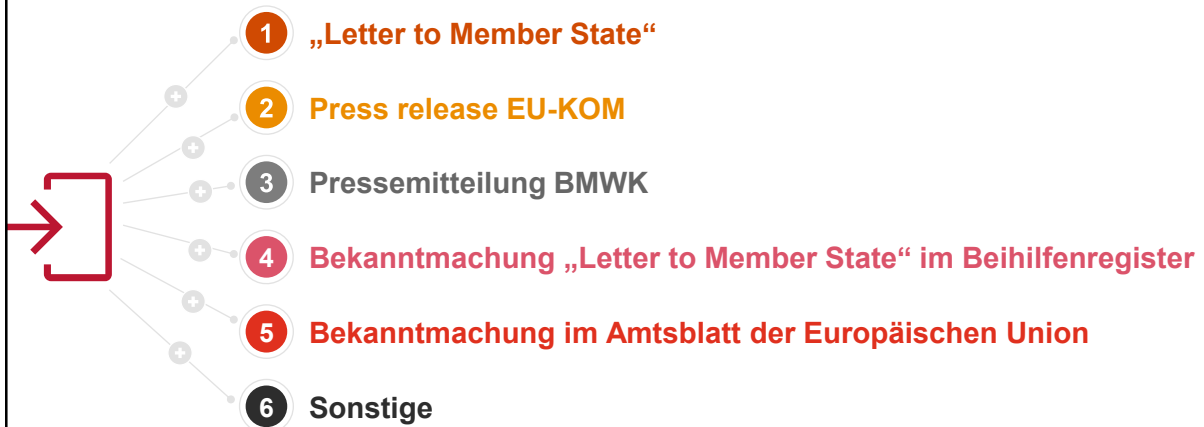 1 „Letter to Member State“
2 Press release EU-KOM
3 Pressemitteilung BMWK
4 Bekanntmachung „Letter to Member State“ im Beihilfenregister
5 Bekanntmachung im Amtsblatt der Europäischen Union
6 Sonstige